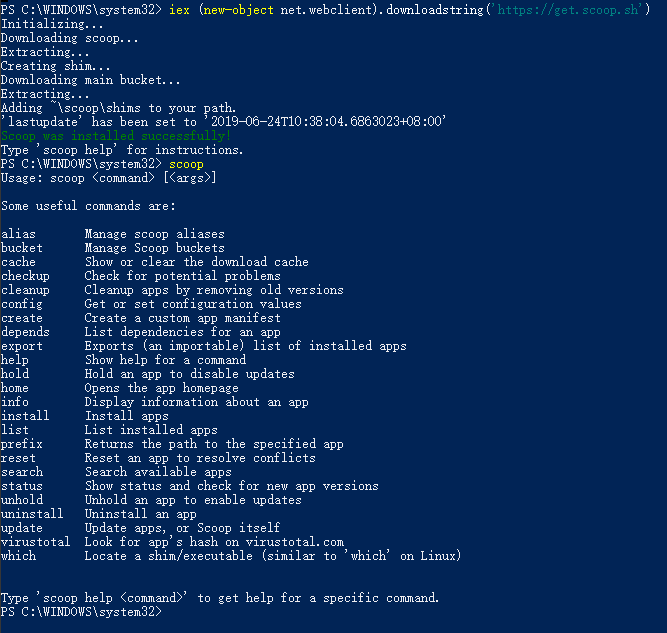 PS C:\WINDOWS\system32> iex (new-object net.webclient).downloadstring('https://get.scoop.sh')
Initializing...
Downloading scoop...
Extracting...
Creating shim...
Downloading main bucket...
Extracting...
Adding ~\scoop\shims to your path.
'lastupdate' has been set to '2019-06-24T10:38:04.6863023+08:00'
Scoop was installed successfully!
Type 'scoop help' for instructions.
PS C:\WINDOWS\system32> scoop
Usage: scoop <command> [<args>]

Some useful commands are:

alias       Manage scoop aliases
bucket      Manage Scoop buckets
cache       Show or clear the download cache
checkup     Check for potential problems
cleanup     Cleanup apps by removing old versions
config      Get or set configuration values
create      Create a custom app manifest
depends     List dependencies for an app
export      Exports (an importable) list of installed apps
help        Show help for a command
hold        Hold an app to disable updates
home        Opens the app homepage
info        Display information about an app
install     Install apps
list        List installed apps
prefix      Returns the path to the specified app
reset       Reset an app to resolve conflicts
search      Search available apps
status      Show status and check for new app versions
unhold      Unhold an app to enable updates
uninstall   Uninstall an app
update      Update apps, or Scoop itself
virustotal  Look for app's hash on virustotal.com
which       Locate a shim/executable (similar to 'which' on Linux)

Type 'scoop help <command>' to get help for a specific command.
PS C:\WINDOWS\system32>